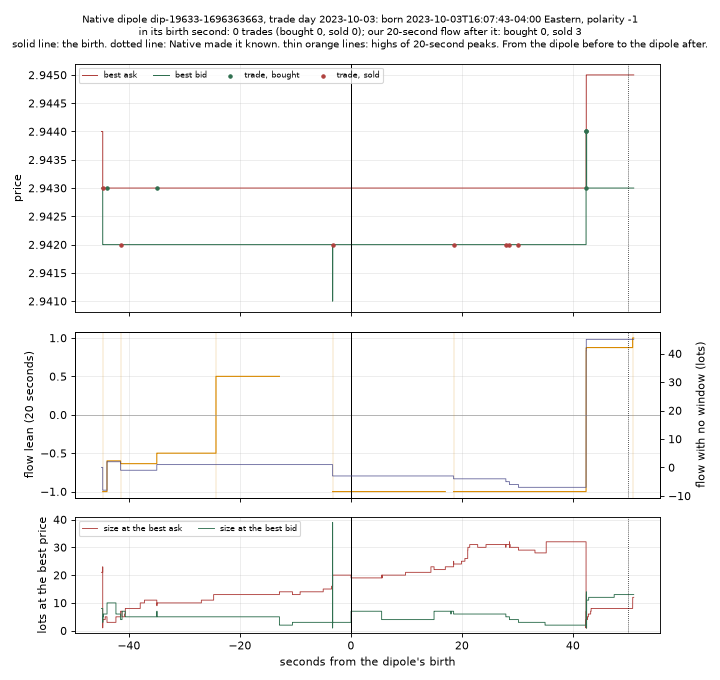 Native dipole dip-19633-1696363663, trade day 2023-10-03: born 2023-10-03T16:07:43-04:00 Eastern, polarity -1
in its birth second: 0 trades (bought 0, sold 0); our 20-second flow after it: bought 0, sold 3
solid line: the birth. dotted line: Native made it known. thin orange lines: highs of 20-second peaks. From the dipole before to the dipole after.
best ask
best bid
trade, bought
trade, sold
2.9450
2.9445
2.9440
2.9435
2.9430
2.9425
2.9420
2.9415
2.9410
price
1.0
0.5
0.0
−0.5
−1.0
flow lean (20 seconds)
40
30
20
10
0
−10
flow with no window (lots)
size at the best ask
size at the best bid
40
30
20
10
0
lots at the best price
−40
−20
0
20
40
seconds from the dipole's birth